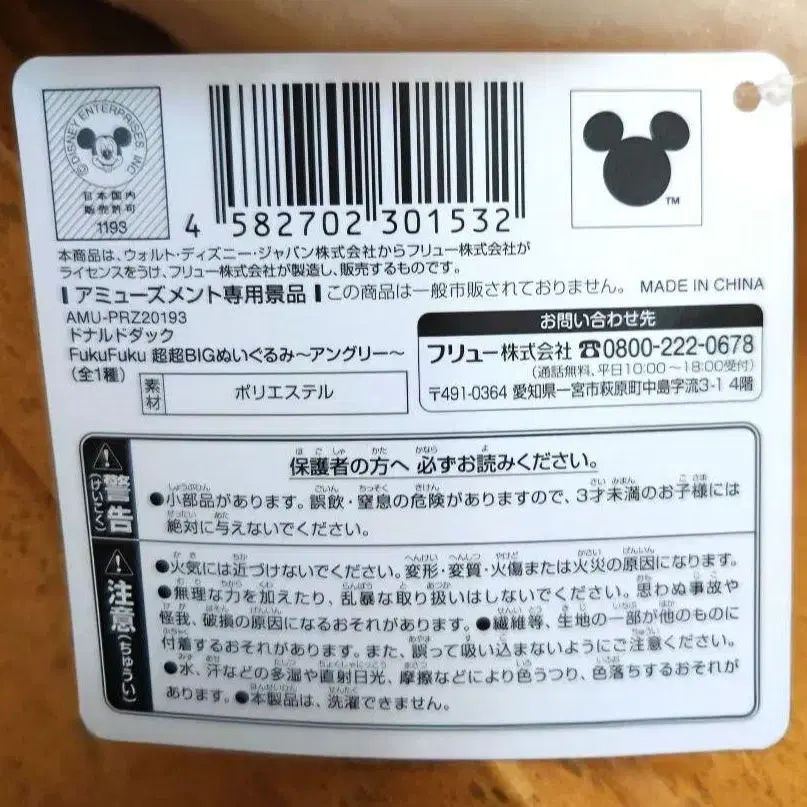 ©DISNEY ENTERPRISES, INC
日本国内
販売許可
1193
4 582702 301532
TM
本商品は、ウォルト・ディズニー・ジャパン株式会社からフリュー株式会社が
ライセンスをうけ、フリュー株式会社が製造し、販売するものです。
アミューズメント専用景品 この商品は一般市販されておりません。 MADE IN CHINA
AMU-PRZ20193
ドナルドダック
FukuFuku 超超BIGぬいぐるみ〜アングリー〜
(全1種)
素材 ポリエステル
お問い合わせ先
フリュー株式会社 ☎0800-222-0678
(通話無料、平日10:00〜18:00受付)
〒491-0364 愛知県一宮市萩原町中島字流3-1 4階
警告(けいこく)
保護者の方へ 必ずお読みください。
●小部品があります。誤飲・窒息の危険がありますので、3才未満のお子様には
絶対に与えないでください。
注意(ちゅうい)
●火気には近づけないでください。変形・変質・火傷または火災の原因になります。
●無理な力を加えたり、乱暴な取り扱いはしないでください。思わぬ事故や
怪我、破損の原因になるおそれがあります。●繊維等、生地の一部が他のものに
付着するおそれがあります。また、誤って吸い込まないようにご注意ください。
●水、汗などの多湿や直射日光、摩擦などにより色うつり、色落ちするおそれが
あります。●本製品は、洗濯できません。